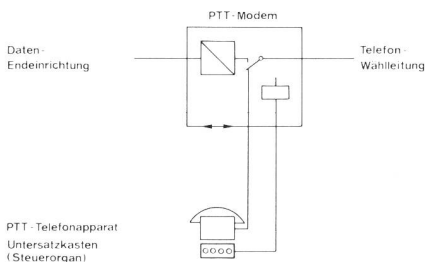 PTT-Modem
Daten-
Endeinrichtung
Telefon-
Wählleitung
PTT-Telefonapparat
Untersatzkasten
(Steuerorgan)